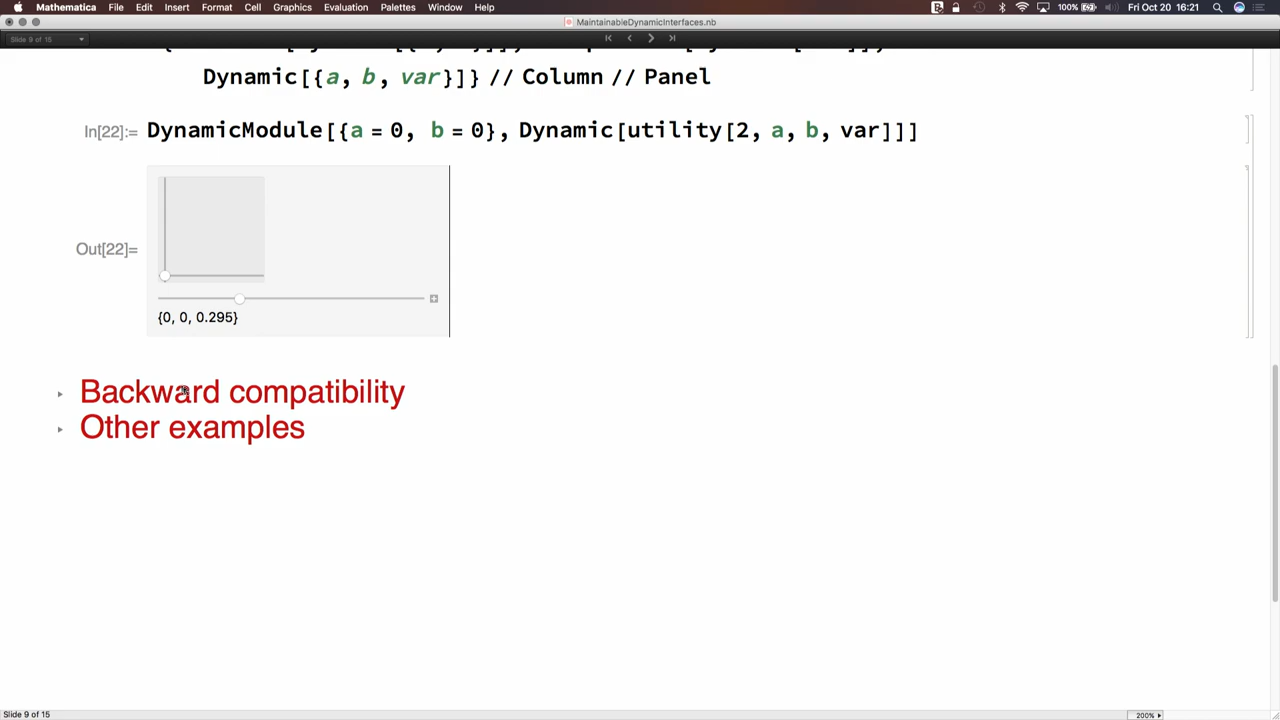 Mathematica File Edit Insert Format Cell Graphics Evaluation Palettes Window Help 100% Fri Oct 20 16:21
MaintainableDynamicInterfaces.nb
Slide 9 of 15
Dynamic[{a, b, var}]} // Column // Panel
In[22]:= DynamicModule[{a = 0, b = 0}, Dynamic[utility[2, a, b, var]]]
Out[22]=
{0, 0, 0.295}
Backward compatibility
Other examples
Slide 9 of 15 200%